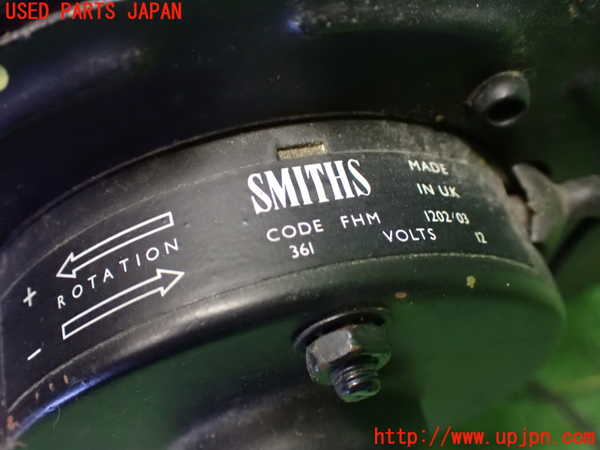 USED PARTS JAPAN
SMITHS
MADE
IN UK
CODE FHM 1202/03
361 VOLTS 12
+
ROTATION
-
http://www.upjpn.com/